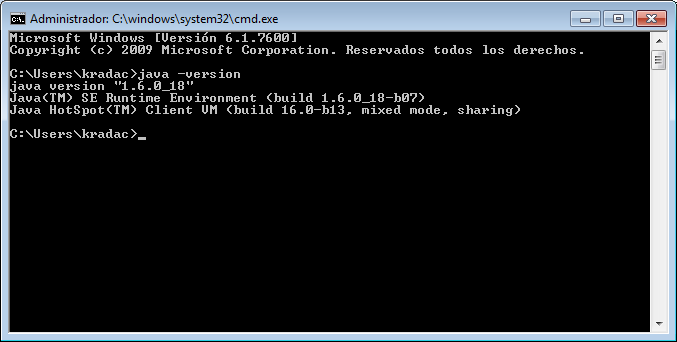 Administrador: C:\windows\system32\cmd.exe
Microsoft Windows [Versión 6.1.7600]
Copyright (c) 2009 Microsoft Corporation. Reservados todos los derechos.
C:\Users\kradac>java -version
java version "1.6.0_18"
Java(TM) SE Runtime Environment (build 1.6.0_18-b07)
Java HotSpot(TM) Client VM (build 16.0-b13, mixed mode, sharing)
C:\Users\kradac>_